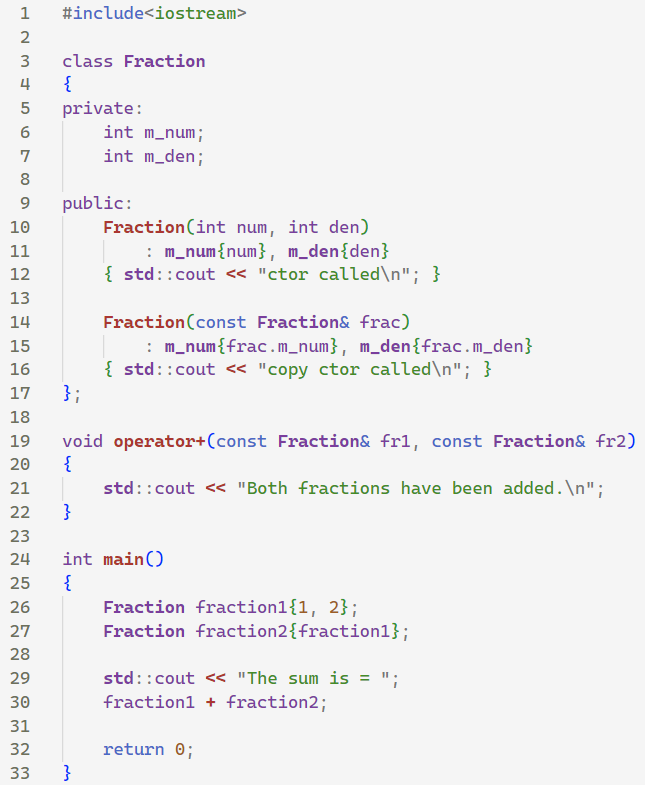 1 #include<iostream>
2
3 class Fraction
4 {
5 private:
6     int m_num;
7     int m_den;
8
9 public:
10     Fraction(int num, int den)
11         : m_num{num}, m_den{den}
12     { std::cout << "ctor called\n"; }
13
14     Fraction(const Fraction& frac)
15         : m_num{frac.m_num}, m_den{frac.m_den}
16     { std::cout << "copy ctor called\n"; }
17 };
18
19 void operator+(const Fraction& fr1, const Fraction& fr2)
20 {
21     std::cout << "Both fractions have been added.\n";
22 }
23
24 int main()
25 {
26     Fraction fraction1{1, 2};
27     Fraction fraction2{fraction1};
28
29     std::cout << "The sum is = ";
30     fraction1 + fraction2;
31
32     return 0;
33 }